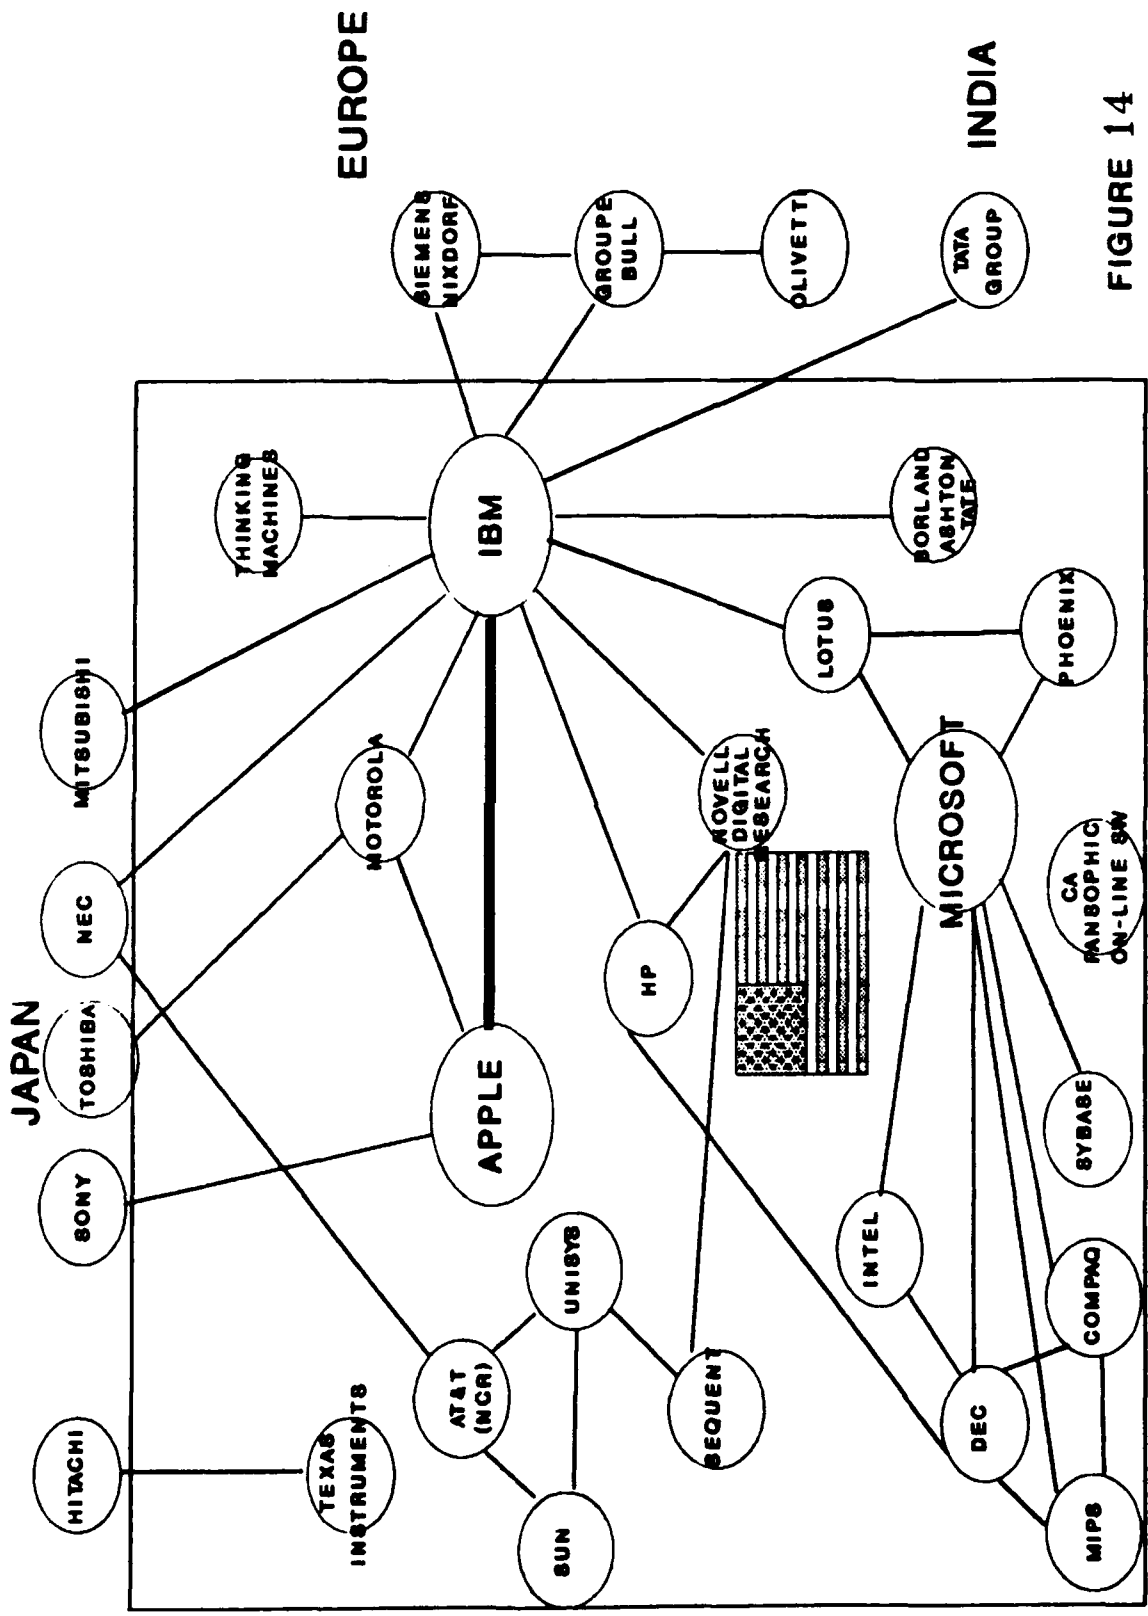 JAPAN
HITACHI
SONY
TOSHIBA
NEC
MITSUBISHI
THINKING
MACHINES
EUROPE
TEXAS
INSTRUMENTS
MOTOROLA
SIEMENS
NIXDORF
AT&T
(NCR)
APPLE
IBM
SUN
UNISYS
GROUPE
BULL
HP
SEQUENT
NOVELL
DIGITAL
RESEARCH
OLIVETTI
LOTUS
INTEL
BORLAND
ASHTON
TATE
DEC
MICROSOFT
TATA
GROUP
INDIA
MIPS
COMPAQ
SYBASE
CA
PANSOPHIC
ON-LINE SW
PHOENIX
FIGURE 14